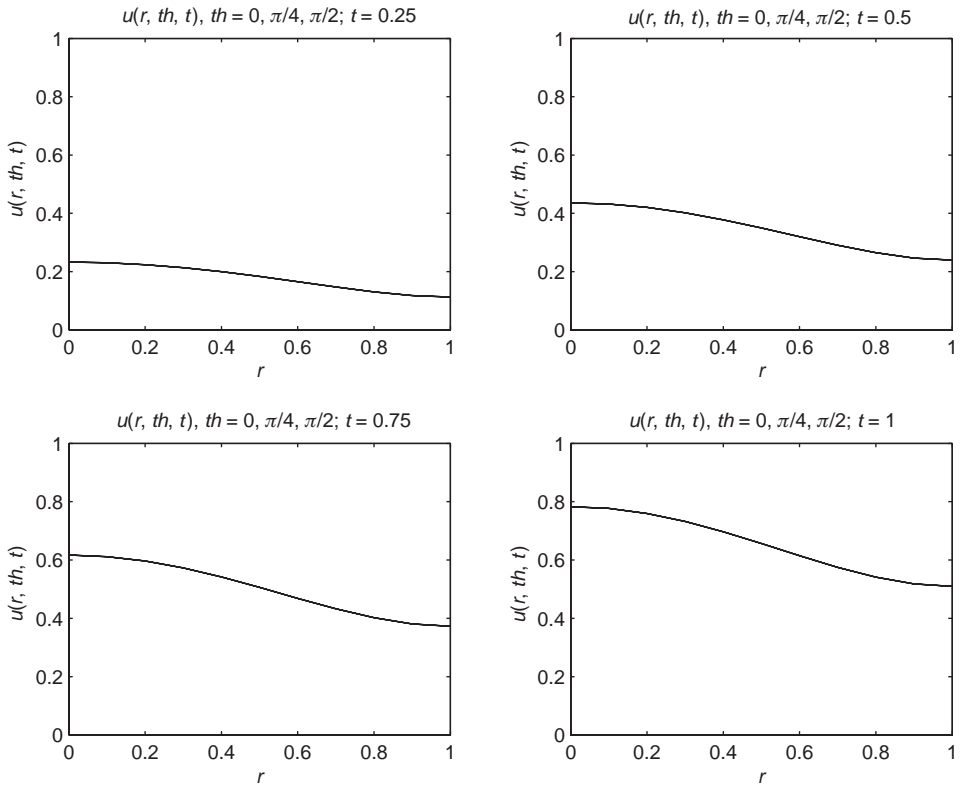 u(r, th, t), th = 0, π/4, π/2; t = 0.25
1
0.8
0.6
0.4
0.2
0
u(r, th, t)
0 0.2 0.4 0.6 0.8 1
r
u(r, th, t), th = 0, π/4, π/2; t = 0.5
1
0.8
0.6
0.4
0.2
0
u(r, th, t)
0 0.2 0.4 0.6 0.8 1
r
u(r, th, t), th = 0, π/4, π/2; t = 0.75
1
0.8
0.6
0.4
0.2
0
u(r, th, t)
0 0.2 0.4 0.6 0.8 1
r
u(r, th, t), th = 0, π/4, π/2; t = 1
1
0.8
0.6
0.4
0.2
0
u(r, th, t)
0 0.2 0.4 0.6 0.8 1
r